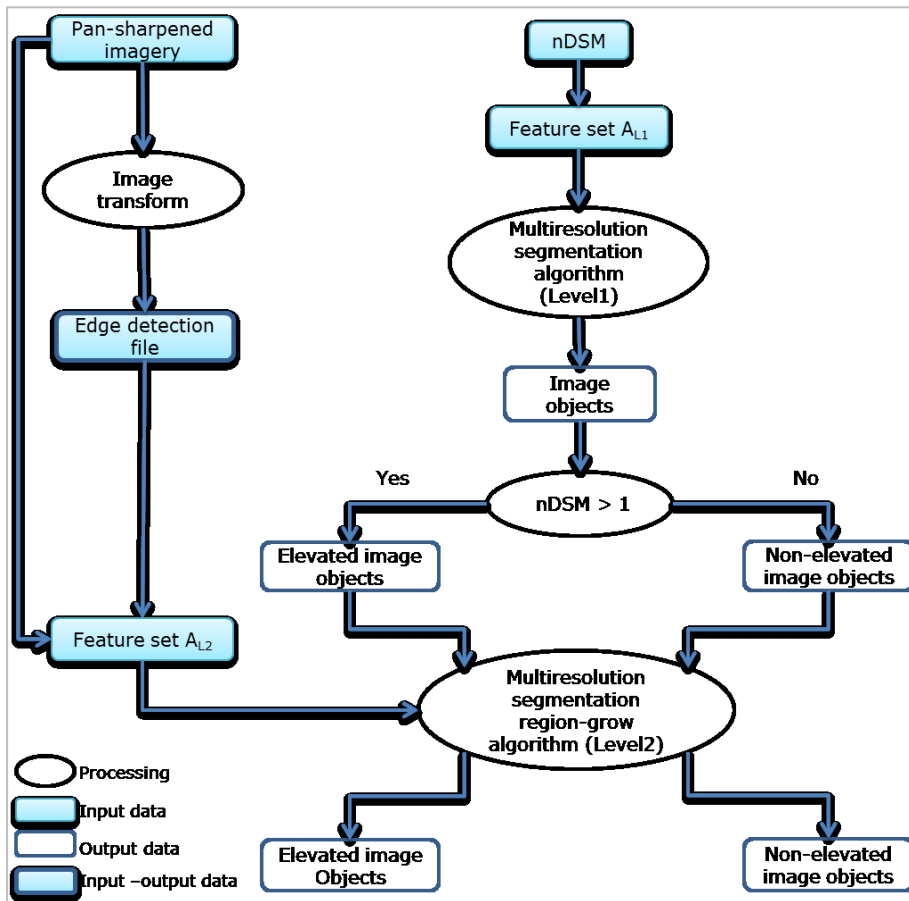 Pan-sharpened
imagery
nDSM
Feature set A_L1
Image
transform
Multiresolution
segmentation
algorithm
(Level1)
Edge detection
file
Image
objects
Yes
No
nDSM > 1
Elevated image
objects
Non-elevated
image objects
Feature set A_L2
Multiresolution
segmentation
region-grow
algorithm (Level2)
Processing
Input data
Output data
Input –output data
Elevated image
Objects
Non-elevated
image objects